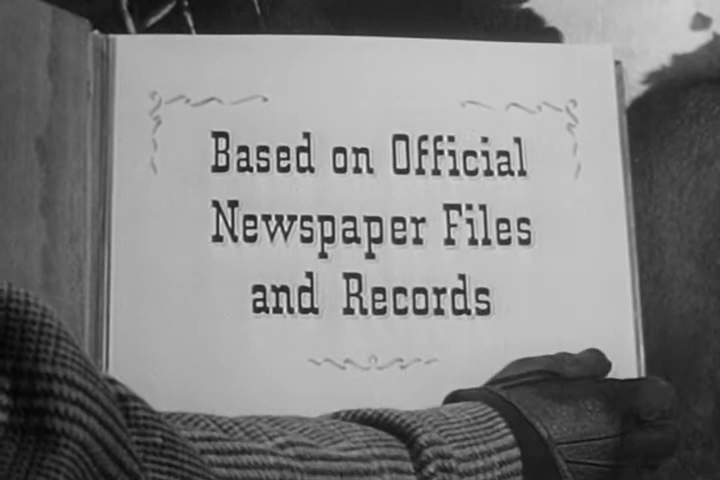 Based on Official
Newspaper Files
and Records